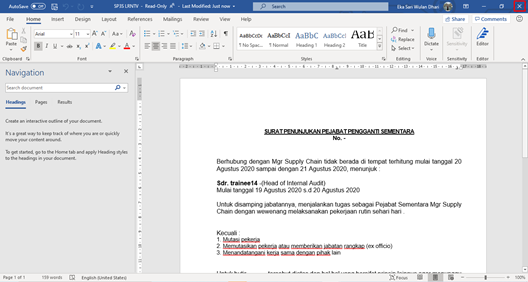 AutoSave Off SP3S LRNTV - Read-Only - Last Modified: Just now Search Eka Sari Wulan Dhari
File Home Insert Design Layout References Mailings Review View Help Share Comments
Paste Arial 11 AaBbCcDc AaBbCcDc AaBbC AaBbCc AaB Find Replace Select Dictate Sensitivity Editor
¶ No Spac... ¶ Normal Heading 1 Heading 2 Title
Clipboard Font Paragraph Styles Editing Voice Sensitivity Editor
Navigation
Search document
Headings Pages Results
Create an interactive outline of your document.
It's a great way to keep track of where you are or quickly
move your content around.
To get started, go to the Home tab and apply Heading styles
to the headings in your document.
SURAT PENUNJUKAN PEJABAT PENGGANTI SEMENTARA
No. -
Berhubung dengan Mgr Supply Chain tidak berada di tempat terhitung mulai tanggal 20
Agustus 2020 sampai dengan 21 Agustus 2020, menunjuk :
Sdr. trainee14 -(Head of Internal Audit)
Mulai tanggal 19 Agustus 2020 s.d 20 Agustus 2020
Untuk disamping jabatannya, menjalankan tugas sebagai Pejabat Sementara Mgr Supply
Chain dengan wewenang melaksanakan pekerjaan rutin sehari hari .
Kecuali :
1. Mutasi pekerja
2. Memutasikan pekerja atau memberikan jabatan rangkap (ex officio)
3. Menandatangani kerja sama dengan pihak lain
Page 1 of 1 159 words English (United States) Focus 100%